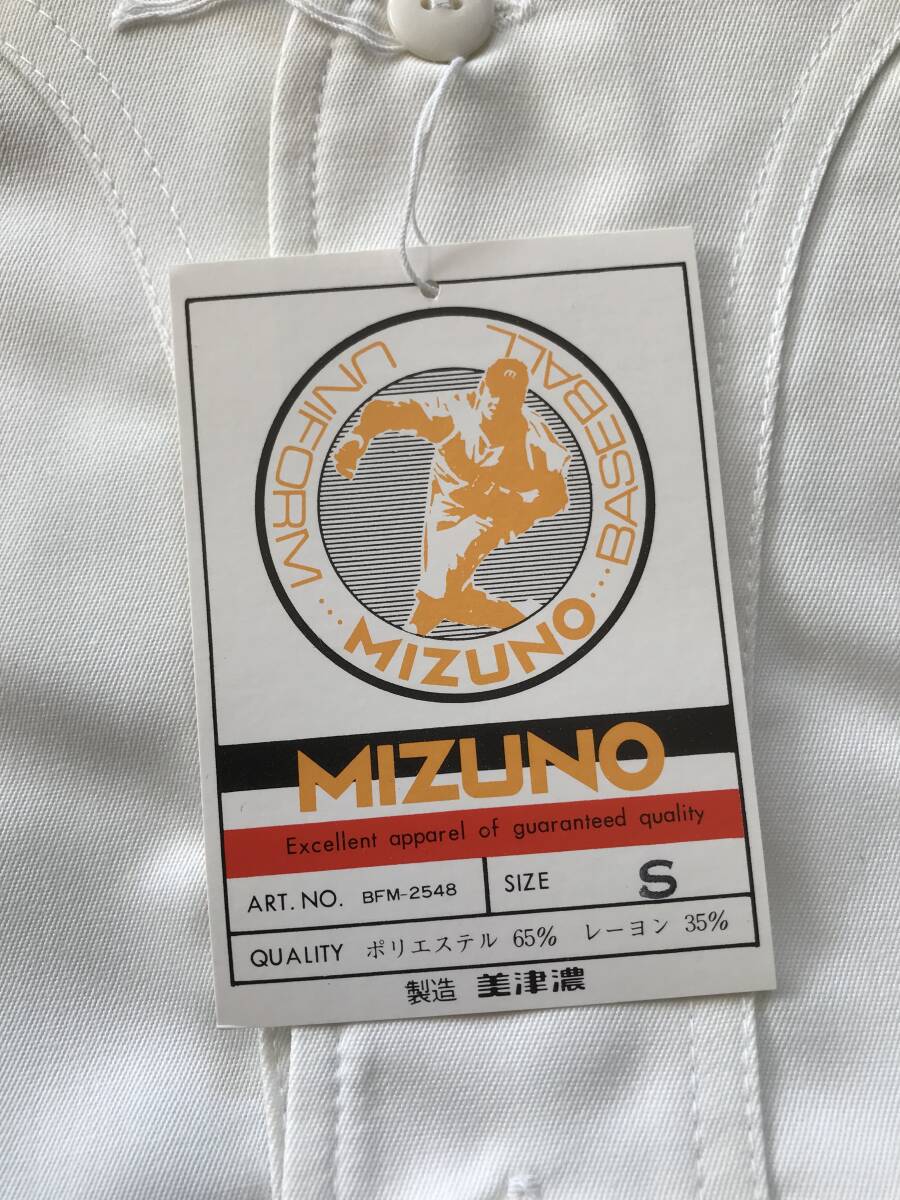 UNIFORM...MIZUNO...BASEBALL
MIZUNO
Excellent apparel of guaranteed quality
ART. NO. BFM-2548 SIZE S
QUALITY ポリエステル 65% レーヨン 35%
製造 美津濃